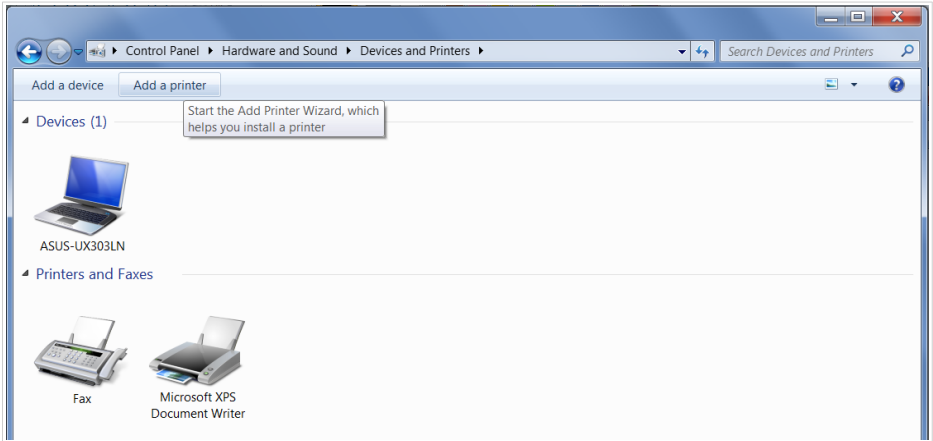 Control Panel Hardware and Sound Devices and Printers
Search Devices and Printers
Add a device Add a printer
Start the Add Printer Wizard, which
helps you install a printer
Devices (1)
ASUS-UX303LN
Printers and Faxes
Fax
Microsoft XPS
Document Writer